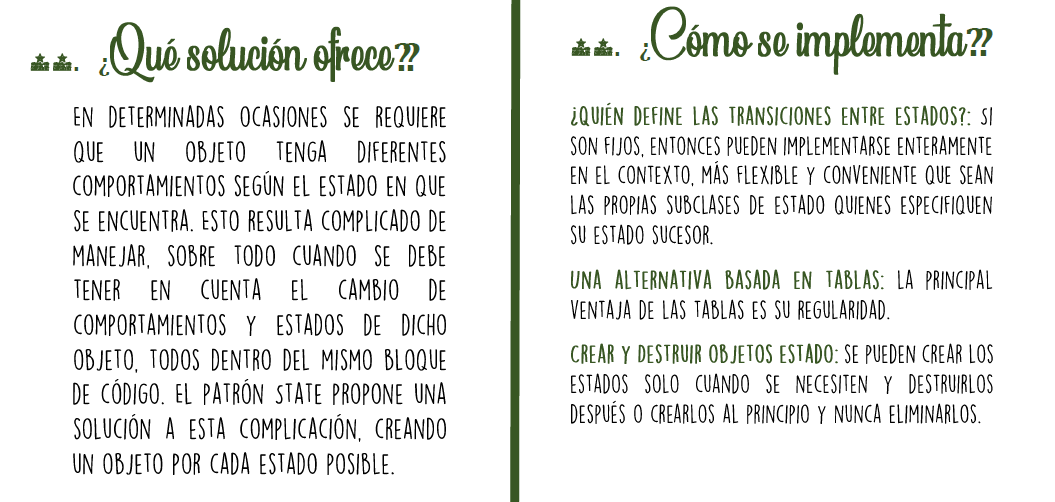 ¿Qué solución ofrece??
EN DETERMINADAS OCASIONES SE REQUIERE
QUE UN OBJETO TENGA DIFERENTES
COMPORTAMIENTOS SEGÚN EL ESTADO EN QUE
SE ENCUENTRA. ESTO RESULTA COMPLICADO DE
MANEJAR, SOBRE TODO CUANDO SE DEBE
TENER EN CUENTA EL CAMBIO DE
COMPORTAMIENTOS Y ESTADOS DE DICHO
OBJETO, TODOS DENTRO DEL MISMO BLOQUE
DE CÓDIGO. EL PATRÓN STATE PROPONE UNA
SOLUCIÓN A ESTA COMPLICACIÓN, CREANDO
UN OBJETO POR CADA ESTADO POSIBLE.
¿Cómo se implementa??
¿QUIÉN DEFINE LAS TRANSICIONES ENTRE ESTADOS?: SI
SON FIJOS, ENTONCES PUEDEN IMPLEMENTARSE ENTERAMENTE
EN EL CONTEXTO, MÁS FLEXIBLE Y CONVENIENTE QUE SEAN
LAS PROPIAS SUBCLASES DE ESTADO QUIENES ESPECIFIQUEN
SU ESTADO SUCESOR.
UNA ALTERNATIVA BASADA EN TABLAS: LA PRINCIPAL
VENTAJA DE LAS TABLAS ES SU REGULARIDAD.
CREAR Y DESTRUIR OBJETOS ESTADO: SE PUEDEN CREAR LOS
ESTADOS SOLO CUANDO SE NECESITEN Y DESTRUIRLOS
DESPUÉS O CREARLOS AL PRINCIPIO Y NUNCA ELIMINARLOS.